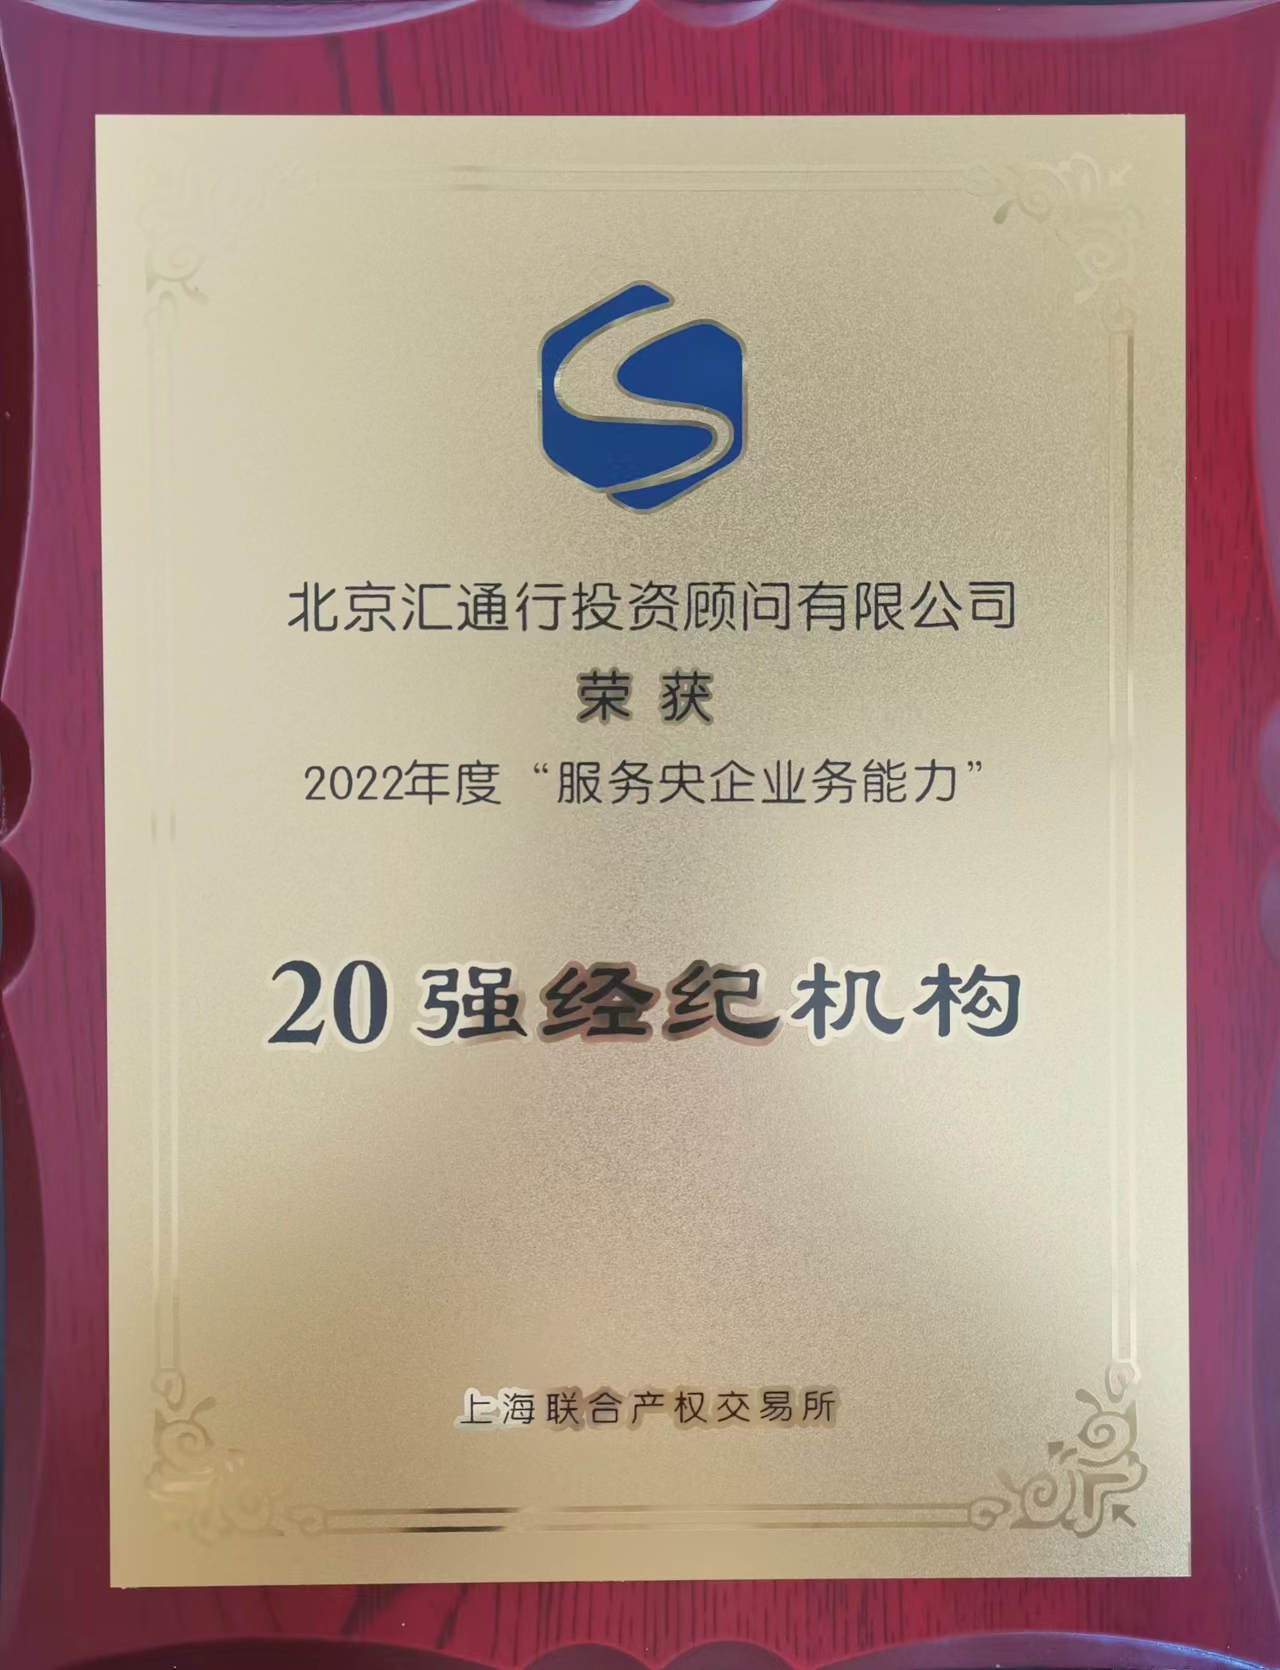 北京汇通行投资顾问有限公司
荣获
2022年度“服务央企业务能力”
20强经纪机构
上海联合产权交易所